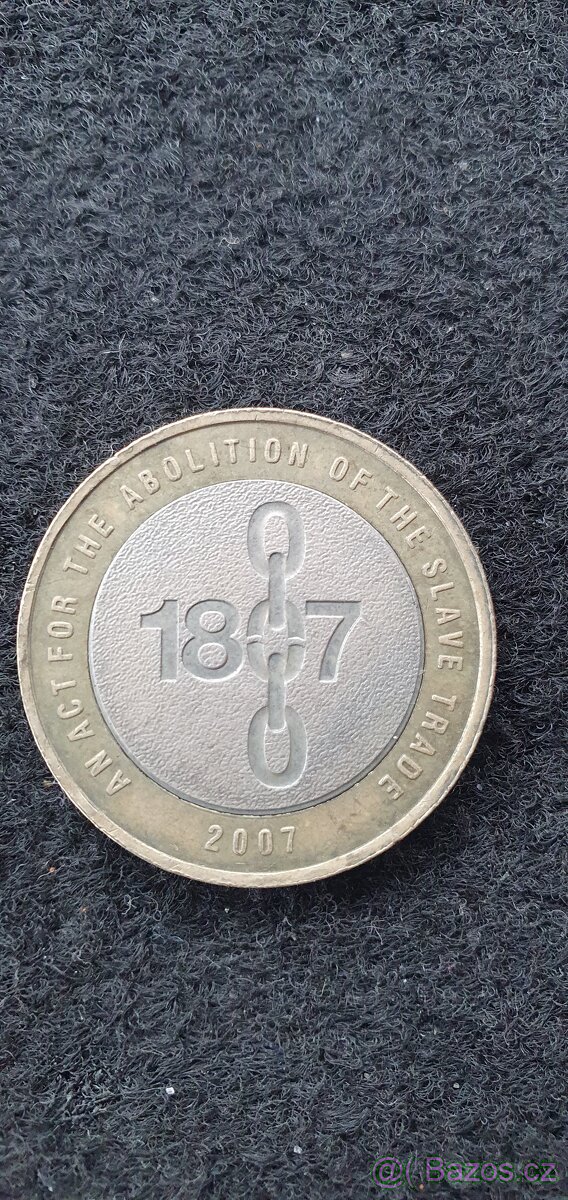 AN ACT FOR THE ABOLITION OF THE SLAVE TRADE
1807
2007
@ Bazos.cz